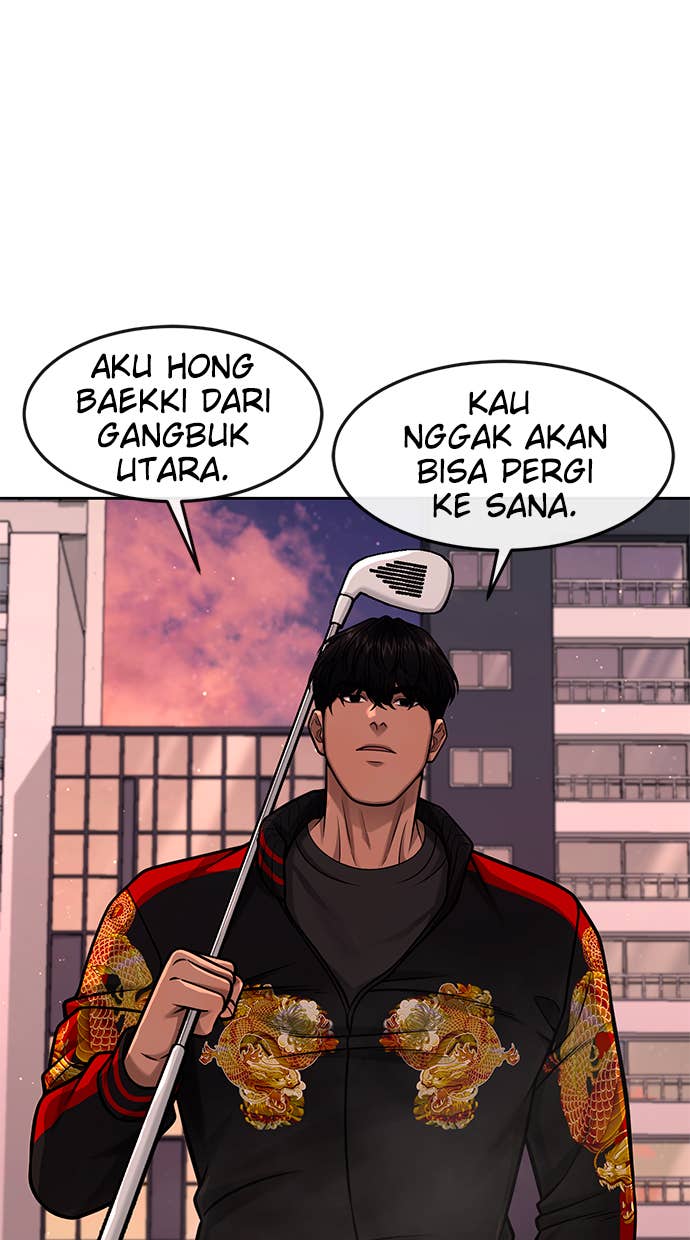 AKU HONG
BAEKKI DARI
GANGBUK
UTARA.
KAU
NGGAK AKAN
BISA PERGI
KE SANA.